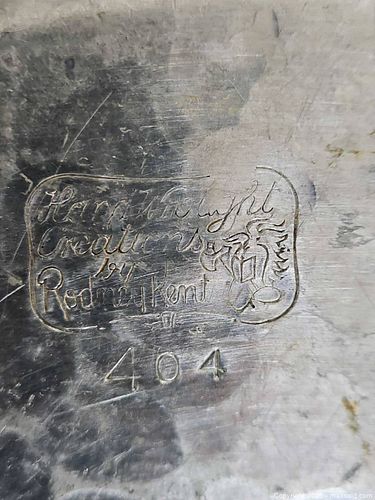 Hand Wrought
Creations
by
Rodney Kent
404